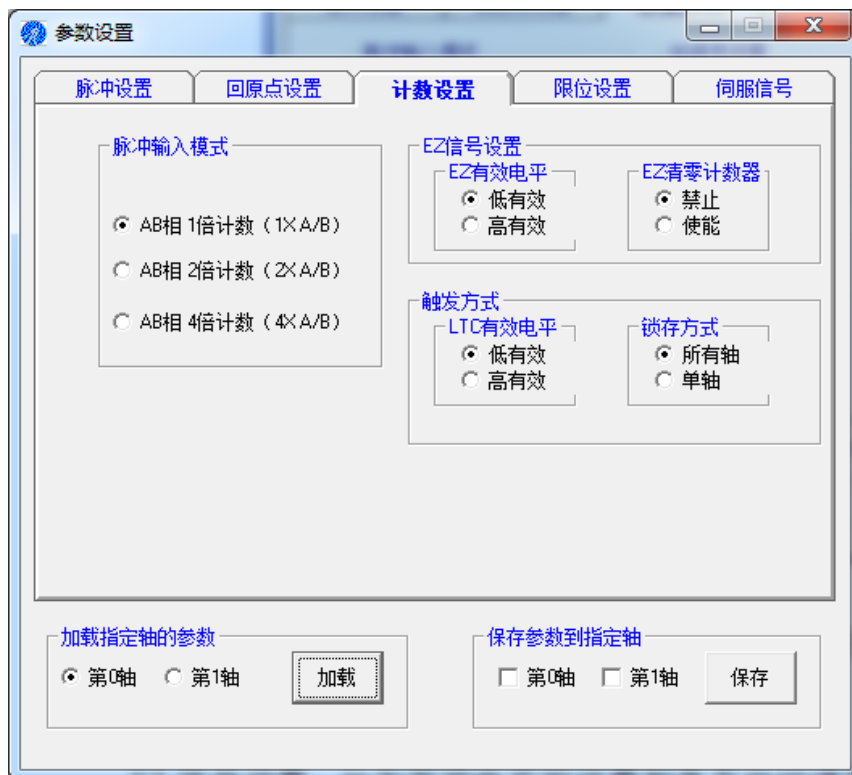 参数设置
脉冲设置 回原点设置 计数设置 限位设置 伺服信号
脉冲输入模式
AB相 1倍计数（1X A/B）
AB相 2倍计数（2X A/B）
AB相 4倍计数（4X A/B）
EZ信号设置
EZ有效电平
低有效
高有效
EZ清零计数器
禁止
使能
触发方式
LTC有效电平
低有效
高有效
锁存方式
所有轴
单轴
加载指定轴的参数
第0轴 第1轴 加载
保存参数到指定轴
第0轴 第1轴 保存